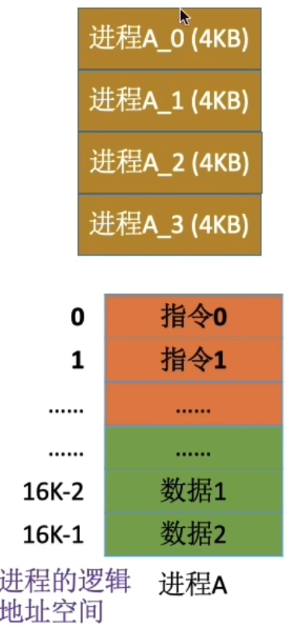 进程A_0 (4KB)
进程A_1 (4KB)
进程A_2 (4KB)
进程A_3 (4KB)
0 指令0
1 指令1
...... ......
...... ......
16K-2 数据1
16K-1 数据2
进程的逻辑 进程A
地址空间